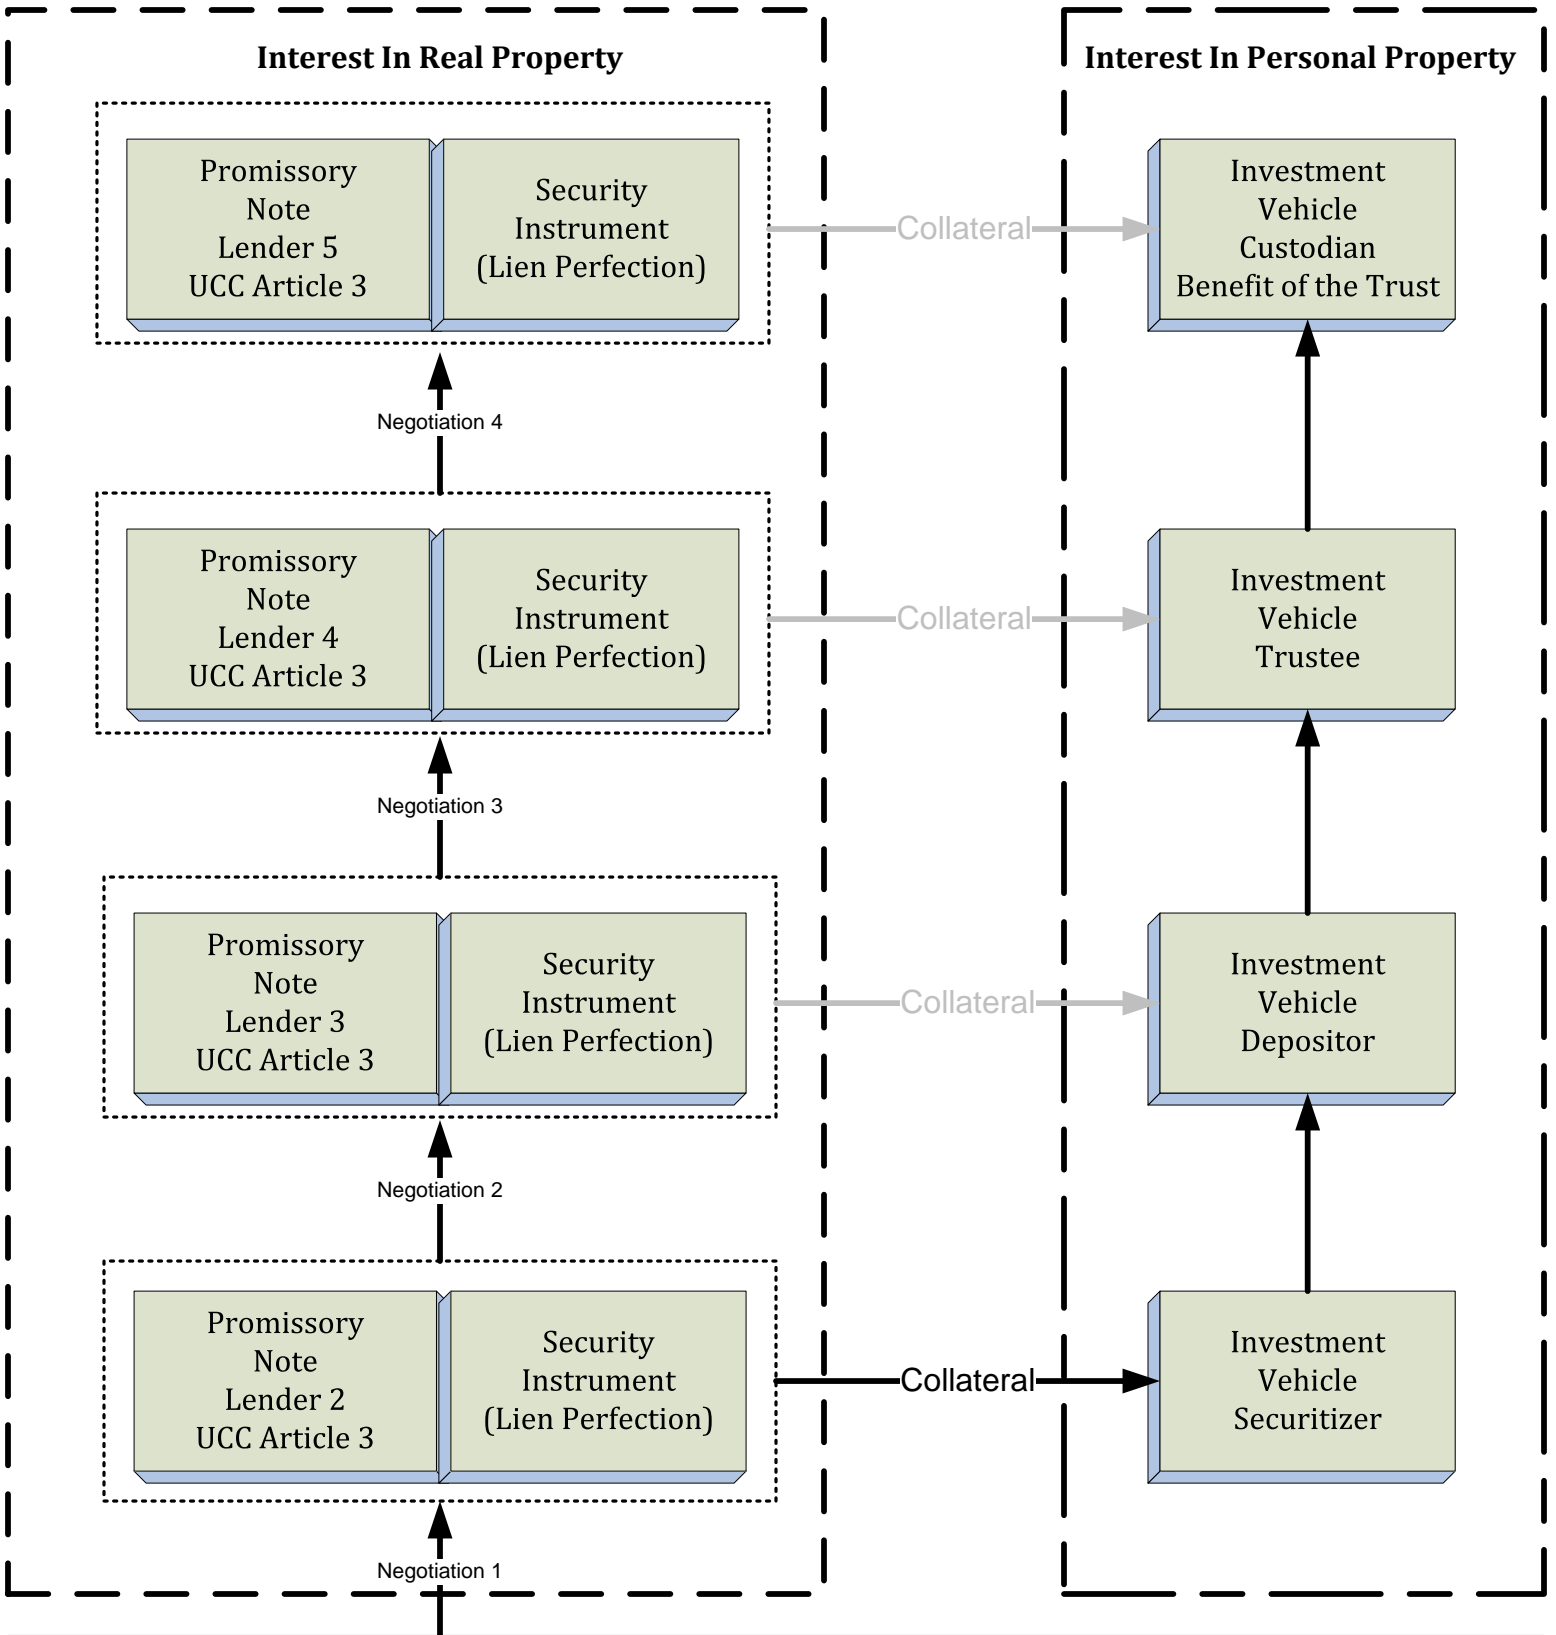 Interest In Real Property
Interest In Personal Property
Promissory
Note
Lender 5
UCC Article 3
Security
Instrument
(Lien Perfection)
Collateral
Investment
Vehicle
Custodian
Benefit of the Trust
Negotiation 4
Promissory
Note
Lender 4
UCC Article 3
Security
Instrument
(Lien Perfection)
Collateral
Investment
Vehicle
Trustee
Negotiation 3
Promissory
Note
Lender 3
UCC Article 3
Security
Instrument
(Lien Perfection)
Collateral
Investment
Vehicle
Depositor
Negotiation 2
Promissory
Note
Lender 2
UCC Article 3
Security
Instrument
(Lien Perfection)
Collateral
Investment
Vehicle
Securitizer
Negotiation 1